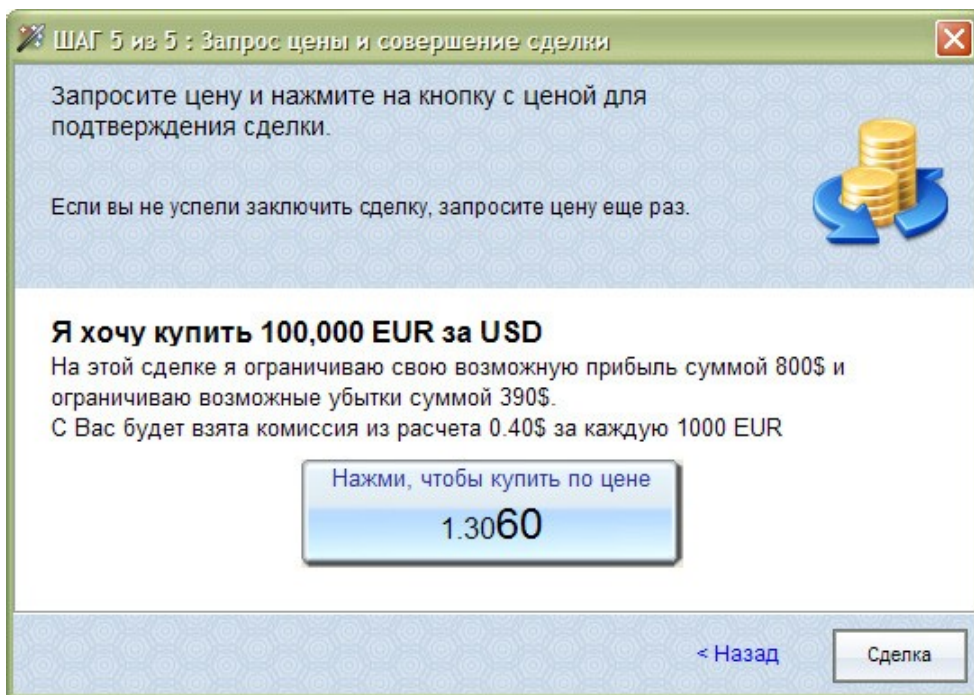 ШАГ 5 из 5 : Запрос цены и совершение сделки
Запросите цену и нажмите на кнопку с ценой для
подтверждения сделки.
Если вы не успели заключить сделку, запросите цену еще раз.
Я хочу купить 100,000 EUR за USD
На этой сделке я ограничиваю свою возможную прибыль суммой 800$ и
ограничиваю возможные убытки суммой 390$.
С Вас будет взята комиссия из расчета 0.40$ за каждую 1000 EUR
Нажми, чтобы купить по цене
1.3060
< Назад
Сделка